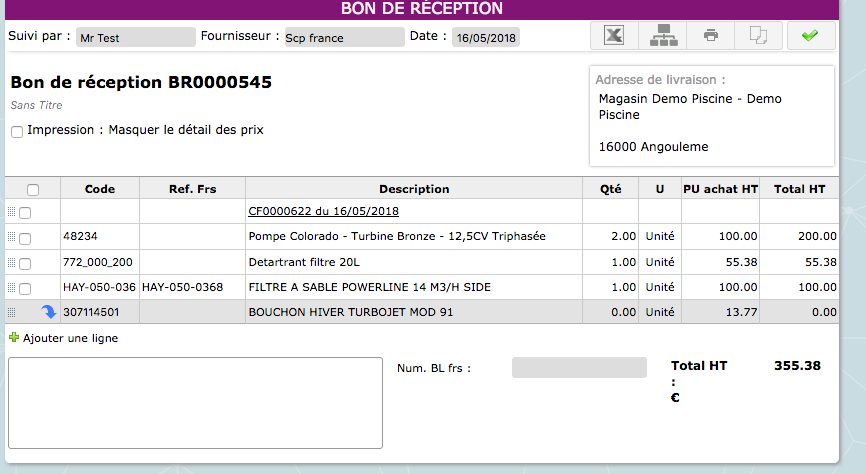 BON DE RÉCEPTION
Suivi par : Mr Test Fournisseur : Scp france Date : 16/05/2018
Bon de réception BR0000545
Sans Titre
Impression : Masquer le détail des prix
Adresse de livraison :
Magasin Demo Piscine - Demo
Piscine
16000 Angouleme
Code Ref. Frs Description Qté U PU achat HT Total HT
CF0000622 du 16/05/2018
48234 Pompe Colorado - Turbine Bronze - 12,5CV Triphasée 2.00 Unité 100.00 200.00
772_000_200 Detartrant filtre 20L 1.00 Unité 55.38 55.38
HAY-050-036 HAY-050-0368 FILTRE A SABLE POWERLINE 14 M3/H SIDE 1.00 Unité 100.00 100.00
307114501 BOUCHON HIVER TURBOJET MOD 91 0.00 Unité 13.77 0.00
Ajouter une ligne
Num. BL frs :
Total HT 355.38
:
€